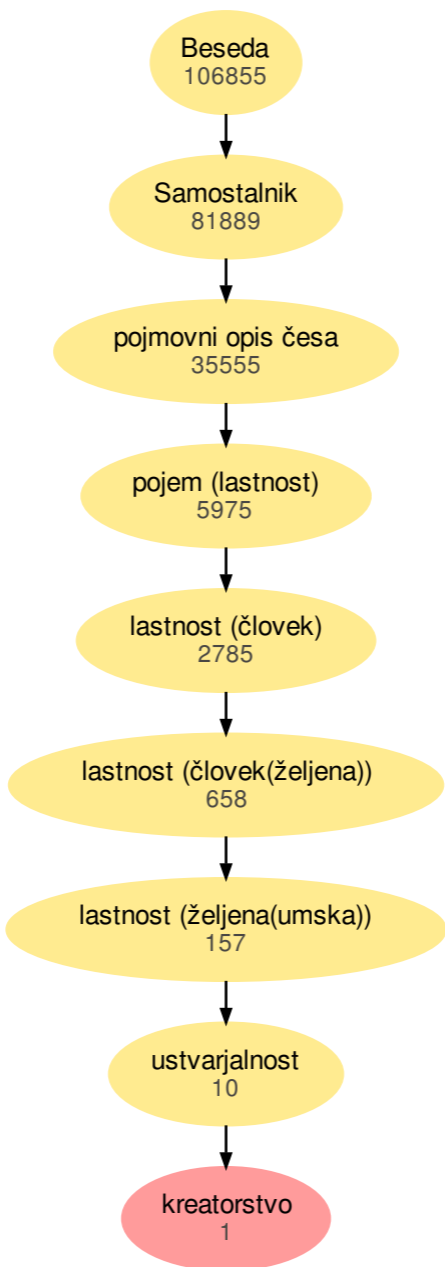 Beseda
106855
Samostalnik
81889
pojmovni opis česa
35555
pojem (lastnost)
5975
lastnost (človek)
2785
lastnost (človek(željena))
658
lastnost (željena(umska))
157
ustvarjalnost
10
kreatorstvo
1